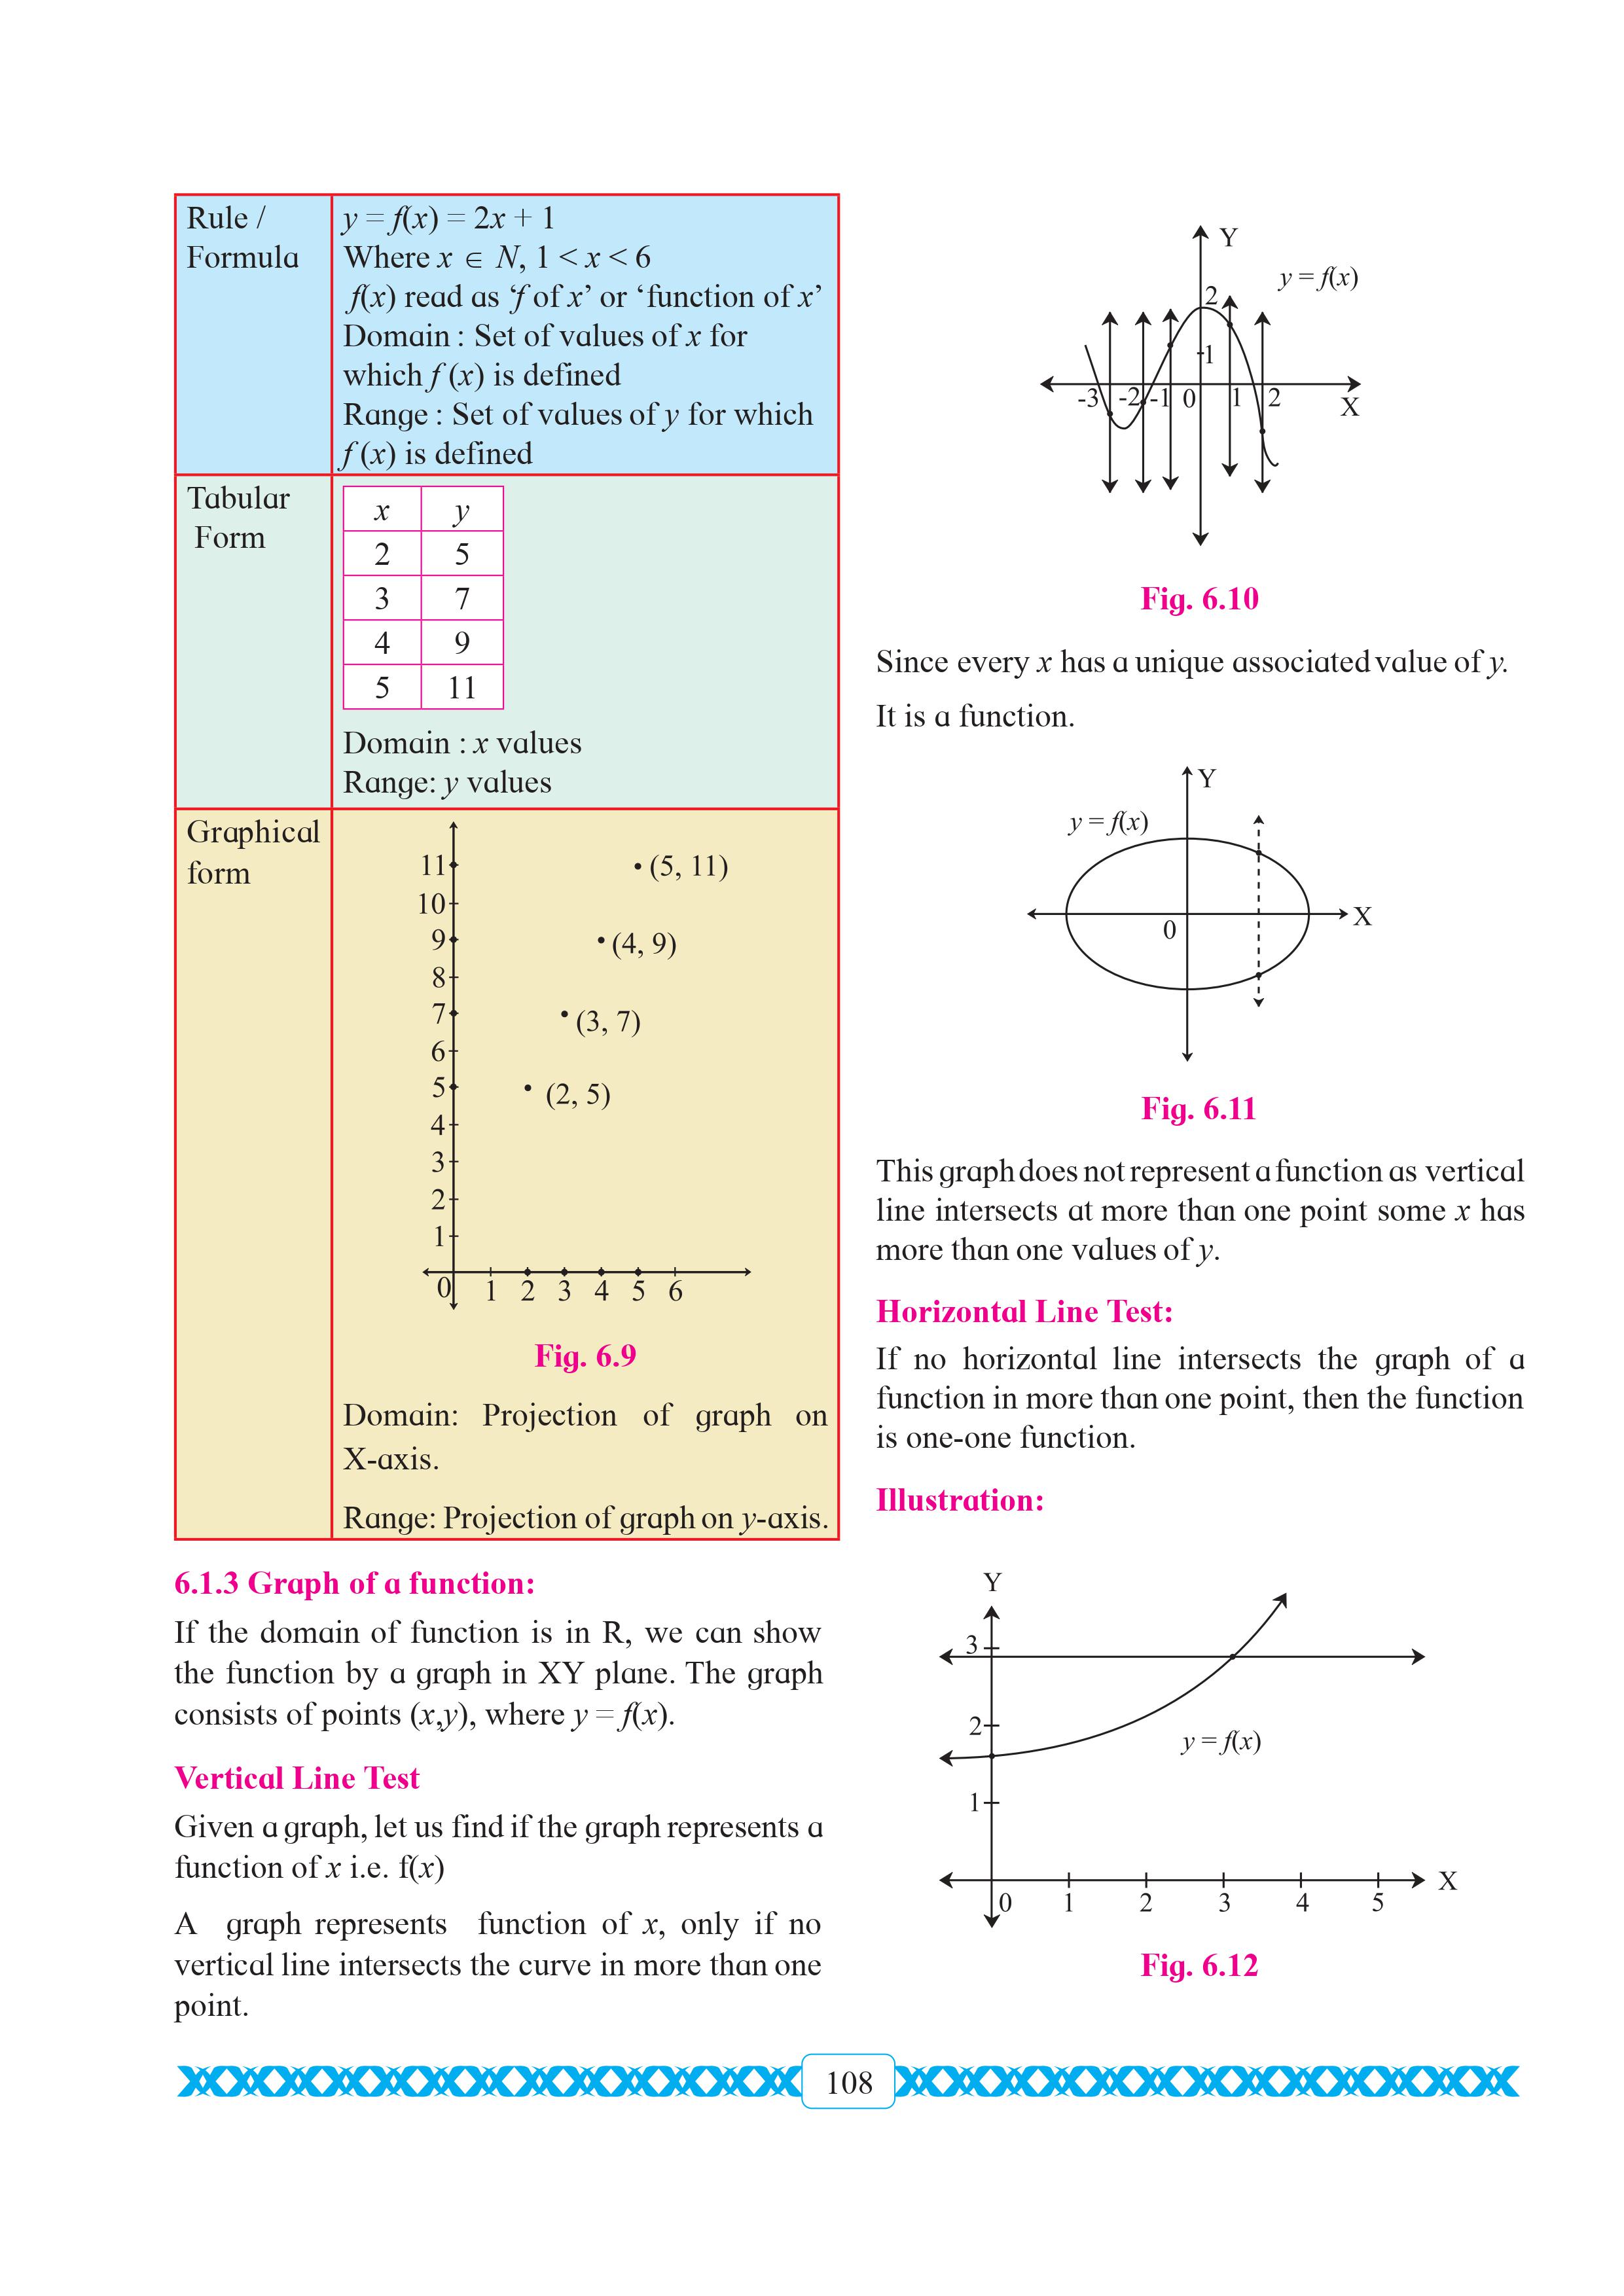 Rule /
Formula
y = f(x) = 2x + 1
Where x ∈ N, 1 < x < 6
f(x) read as ‘f of x’ or ‘function of x’
Domain : Set of values of x for
which f (x) is defined
Range : Set of values of y for which
f (x) is defined
Tabular
Form
x y
2 5
3 7
4 9
5 11
Domain : x values
Range: y values
Graphical
form
11
10
9
8
7
6
5
4
3
2
1
(5, 11)
(4, 9)
(3, 7)
(2, 5)
0 1 2 3 4 5 6
Fig. 6.9
Domain: Projection of graph on
X-axis.
Range: Projection of graph on y-axis.
6.1.3 Graph of a function:
If the domain of function is in R, we can show
the function by a graph in XY plane. The graph
consists of points (x,y), where y = f(x).
Vertical Line Test
Given a graph, let us find if the graph represents a
function of x i.e. f(x)
A graph represents function of x, only if no
vertical line intersects the curve in more than one
point.
Y
y = f(x)
2
1
-3 -2 -1 0 1 2
X
Fig. 6.10
Since every x has a unique associated value of y.
It is a function.
Y
y = f(x)
X
0
Fig. 6.11
This graph does not represent a function as vertical
line intersects at more than one point some x has
more than one values of y.
Horizontal Line Test:
If no horizontal line intersects the graph of a
function in more than one point, then the function
is one-one function.
Illustration:
Y
3
2
y = f(x)
1
X
0 1 2 3 4 5
Fig. 6.12
108